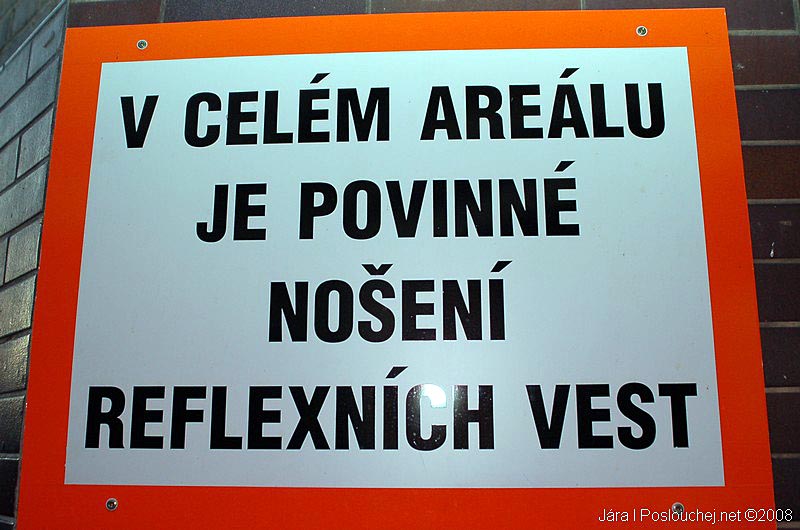 V CELÉM AREÁLU
JE POVINNÉ
NOŠENÍ
REFLEXNÍCH VEST
Jára | Poslouchej.net ©2008